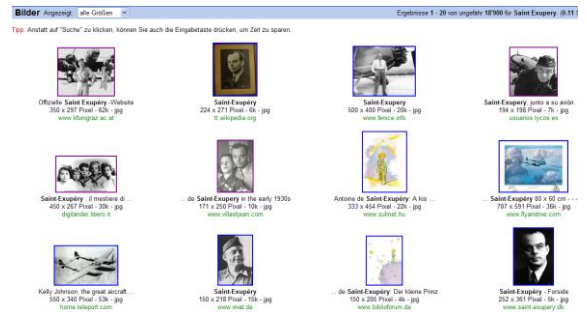 Bilder Angezeigt: alle Größen Ergebnisse 1 - 20 von ungefähr 18'900 für Saint Exupery (0.11
Tipp: Anstatt auf "Suche" zu klicken, können Sie auch die Eingabetaste drücken, um Zeit zu sparen.
Offizielle Saint Exupéry -Website
350 x 297 Pixel - 62k - jpg
www.kfunigraz.ac.at
Saint-Exupéry
224 x 271 Pixel - 6k - jpg
tt.wikipedia.org
Saint-Exupery
500 x 400 Pixel - 20k - jpg
www.fenice.info
Saint-Exupery, junto a su avión.
194 x 198 Pixel - 7k - jpg
usuarios.lycos.es
Saint-Exupéry : il mestiere di ...
450 x 267 Pixel - 30k - jpg
digilander.libero.it
... de Saint-Exupery in the early 1930s
171 x 250 Pixel - 10k - jpg
www.villastjean.com
Antoine de Saint-Exupéry: A kis ...
333 x 454 Pixel - 22k - jpg
www.sulinet.hu
... Saint-Exupéry 80 x 60 cm - - -
787 x 591 Pixel - 36k - jpg
www.flyandrive.com
Kelly Johnson, the great aircraft ...
550 x 340 Pixel - 53k - jpg
home.teleport.com
Saint-Exupéry
150 x 218 Pixel - 15k - jpg
www.vnat.de
... de Saint-Exupéry: Der kleine Prinz
150 x 205 Pixel - 4k - jpg
www.biblioforum.de
Saint-Exupéry - Forside
252 x 361 Pixel - 5k - jpg
www.saint-exupery.dk